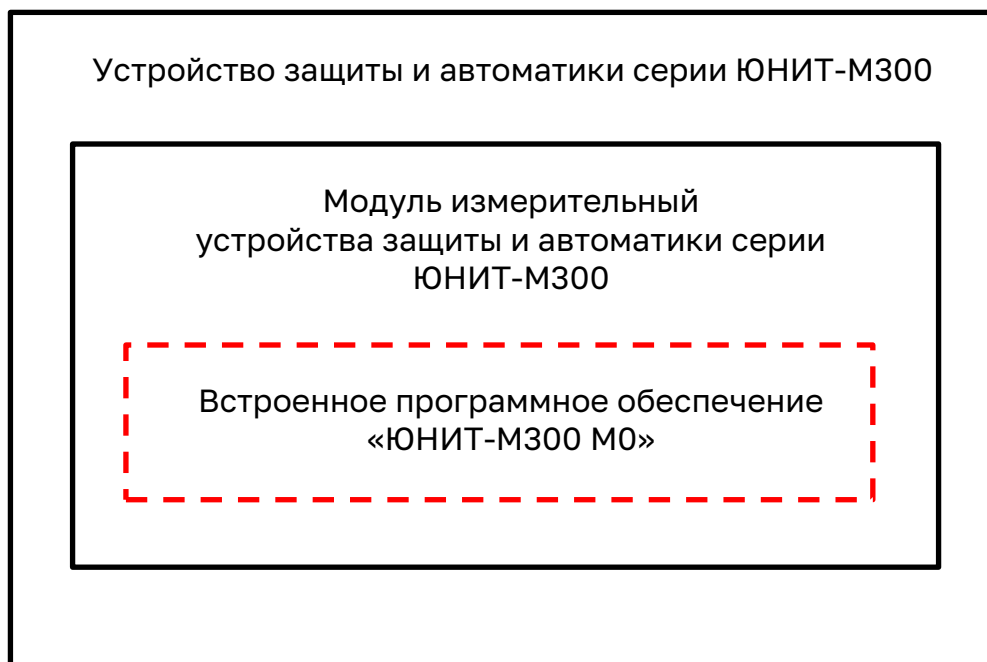 Устройство защиты и автоматики серии ЮНИТ-М300
Модуль измерительный
устройства защиты и автоматики серии
ЮНИТ-М300
Встроенное программное обеспечение
«ЮНИТ-М300 М0»